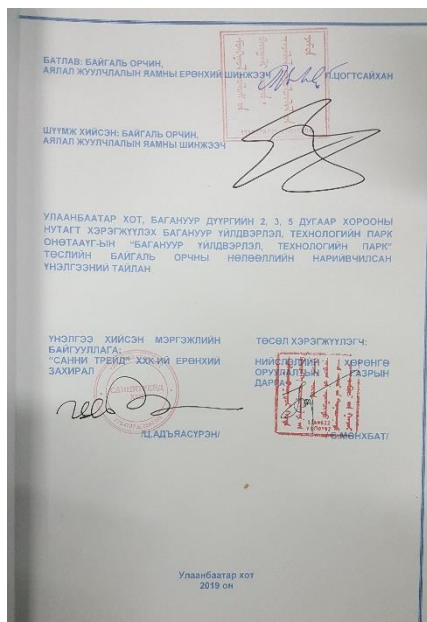 БАТЛАВ: БАЙГАЛЬ ОРЧИН,
АЯЛАЛ ЖУУЛЧЛАЛЫН ЯАМНЫ ЕРӨНХИЙ ШИНЖЭЭЧ П.ЦОГТСАЙХАН
ШҮҮМЖ ХИЙСЭН: БАЙГАЛЬ ОРЧИН,
АЯЛАЛ ЖУУЛЧЛАЛЫН ЯАМНЫ ШИНЖЭЭЧ
УЛААНБААТАР ХОТ, БАГАНУУР ДҮҮРГИЙН 2, 3, 5 ДУГААР ХОРООНЫ
НУТАГТ ХЭРЭГЖҮҮЛЭХ БАГАНУУР ҮЙЛДВЭРЛЭЛ, ТЕХНОЛОГИЙН ПАРК
ОНӨТААҮГ-ЫН "БАГАНУУР ҮЙЛДВЭРЛЭЛ, ТЕХНОЛОГИЙН ПАРК"
ТӨСЛИЙН БАЙГАЛЬ ОРЧНЫ НӨЛӨӨЛЛИЙН НАРИЙВЧИЛСАН
ҮНЭЛГЭЭНИЙ ТАЙЛАН
ҮНЭЛГЭЭ ХИЙСЭН МЭРГЭЖЛИЙН
БАЙГУУЛЛАГА:
"САННИ ТРЕЙД" ХХК-ИЙ ЕРӨНХИЙ
ЗАХИРАЛ
/Ц.АДЪЯАСҮРЭН/
ТӨСӨЛ ХЭРЭГЖҮҮЛЭГЧ:
НИЙСЛЭЛИЙН ХӨРӨНГӨ
ОРУУЛАЛТЫН ГАЗРЫН
ДАРГА
/Б.МӨНХБАТ/
Улаанбаатар хот
2019 он